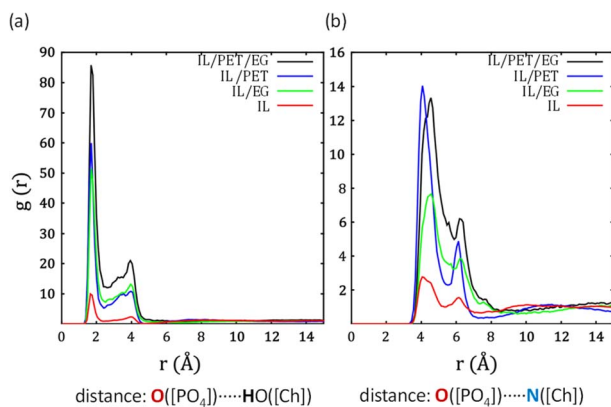 (a)
90
80
70
60
50
40
30
20
10
g (r)
IL/PET/EG
IL/PET
IL/EG
IL
0 2 4 6 8 10 12 14
r (Å)
distance: O([PO₄])·····HO([Ch])
(b)
16
14
12
10
8
6
4
2
0
IL/PET/EG
IL/PET
IL/EG
IL
0 2 4 6 8 10 12 14
r (Å)
distance: O([PO₄])····N([Ch])